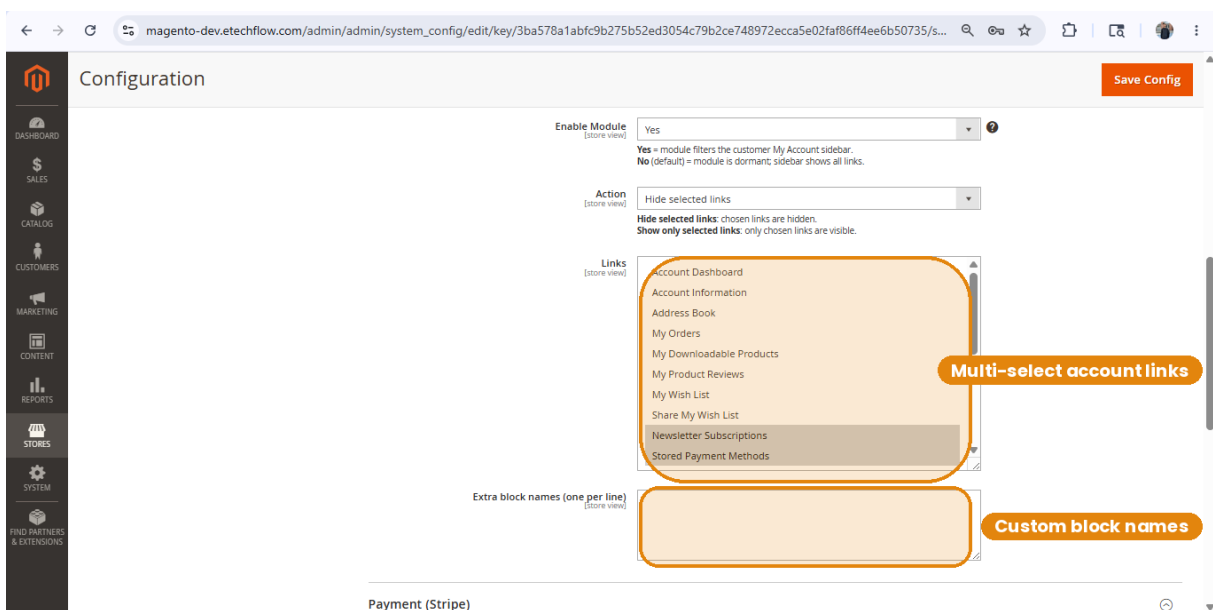 magento-dev.etechflow.com/admin/admin/system_config/edit/key/3ba578a1abfc9b275b52ed3054c79b2ce748972ecca5e02faf86ff4ee6b50735/s...
Configuration
Save Config
DASHBOARD
SALES
CATALOG
CUSTOMERS
MARKETING
CONTENT
REPORTS
STORES
SYSTEM
FIND PARTNERS
& EXTENSIONS
Enable Module
[store view]
Yes
Yes = module filters the customer My Account sidebar.
No (default) = module is dormant; sidebar shows all links.
Action
[store view]
Hide selected links
Hide selected links: chosen links are hidden.
Show only selected links: only chosen links are visible.
Links
[store view]
Account Dashboard
Account Information
Address Book
My Orders
My Downloadable Products
My Product Reviews
My Wish List
Share My Wish List
Newsletter Subscriptions
Stored Payment Methods
Multi-select account links
Extra block names (one per line)
[store view]
Custom block names
Payment (Stripe)